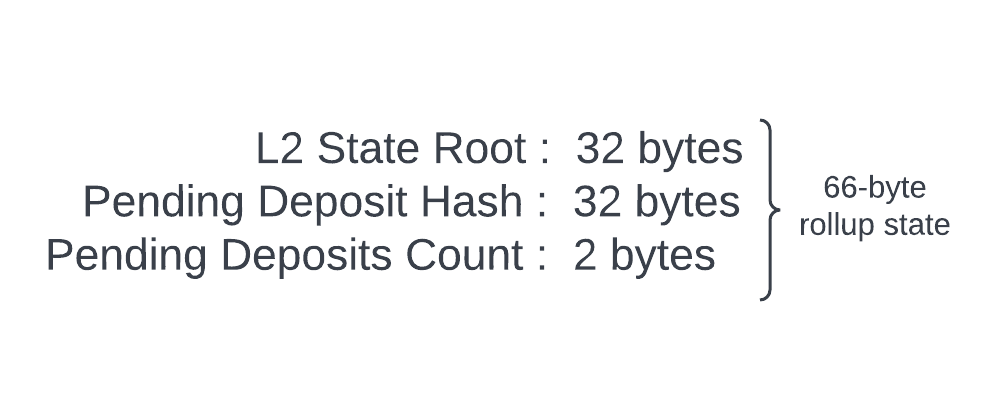 L2 State Root : 32 bytes
Pending Deposit Hash : 32 bytes
Pending Deposits Count : 2 bytes
66-byte
rollup state